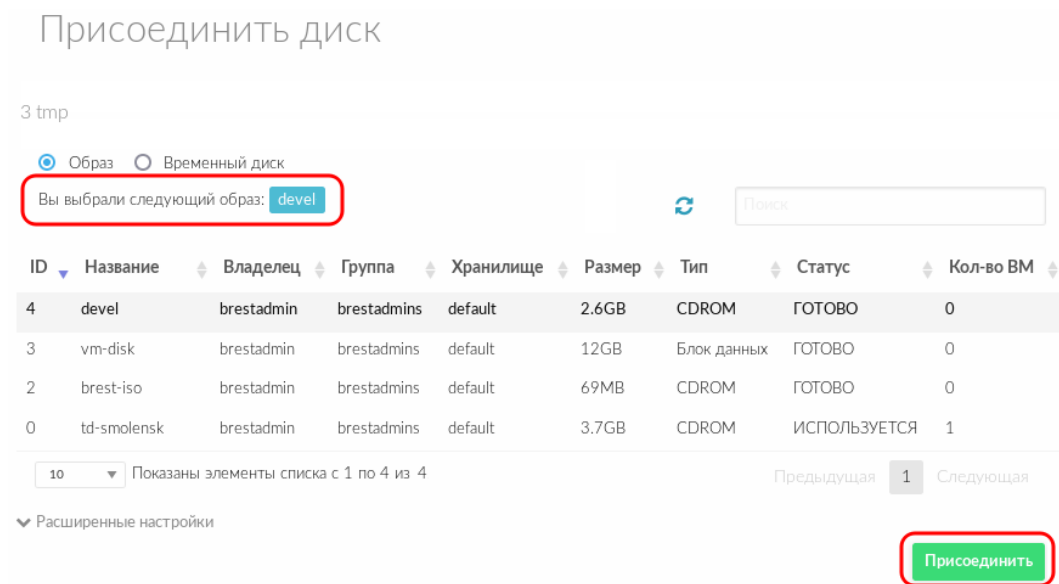 Присоединить диск
3 tmp
Образ Временный диск
Вы выбрали следующий образ: devel
Поиск
ID Название Владелец Группа Хранилище Размер Тип Статус Кол-во ВМ
4 devel brestadmin brestadmins default 2.6GB CDROM ГОТОВО 0
3 vm-disk brestadmin brestadmins default 12GB Блок данных ГОТОВО 0
2 brest-iso brestadmin brestadmins default 69MB CDROM ГОТОВО 0
0 td-smolensk brestadmin brestadmins default 3.7GB CDROM ИСПОЛЬЗУЕТСЯ 1
10 Показаны элементы списка с 1 по 4 из 4 Предыдущая 1 Следующая
Расширенные настройки
Присоединить